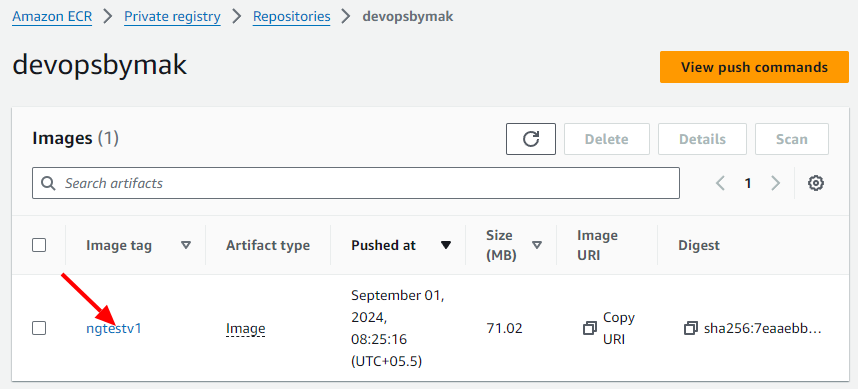 Amazon ECR > Private registry > Repositories > devopsbymak
devopsbymak
View push commands
Images (1)
Delete
Details
Scan
Search artifacts
1
Image tag
Artifact type
Pushed at
Size
(MB)
Image
URI
Digest
ngtestv1
Image
September 01,
2024,
08:25:16
(UTC+05.5)
71.02
Copy
URI
sha256:7eaaebb...